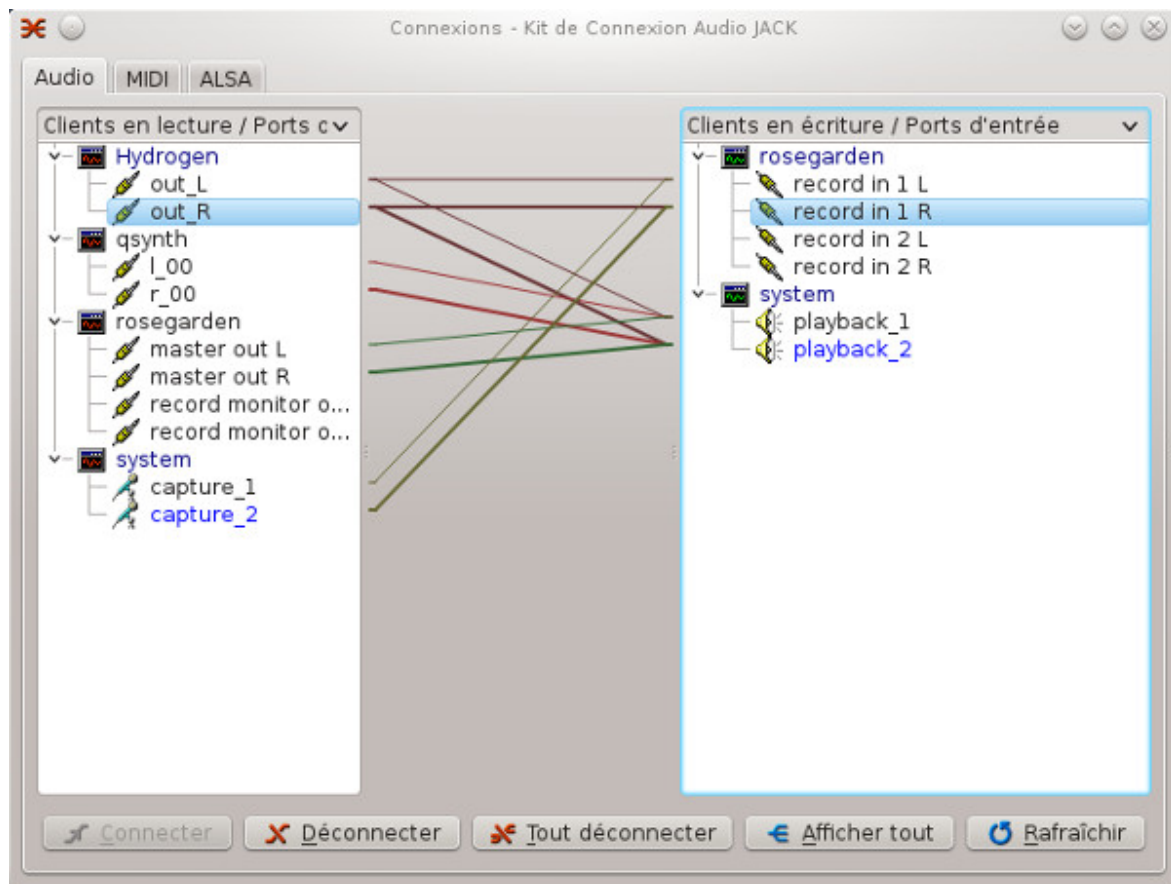 Connexions - Kit de Connexion Audio JACK
Audio MIDI ALSA
Clients en lecture / Ports c
Hydrogen
out_L
out_R
qsynth
l_00
r_00
rosegarden
master out L
master out R
record monitor o...
record monitor o...
system
capture_1
capture_2
Clients en écriture / Ports d'entrée
rosegarden
record in 1 L
record in 1 R
record in 2 L
record in 2 R
system
playback_1
playback_2
Connecter Déconnecter Tout déconnecter Afficher tout Rafraîchir